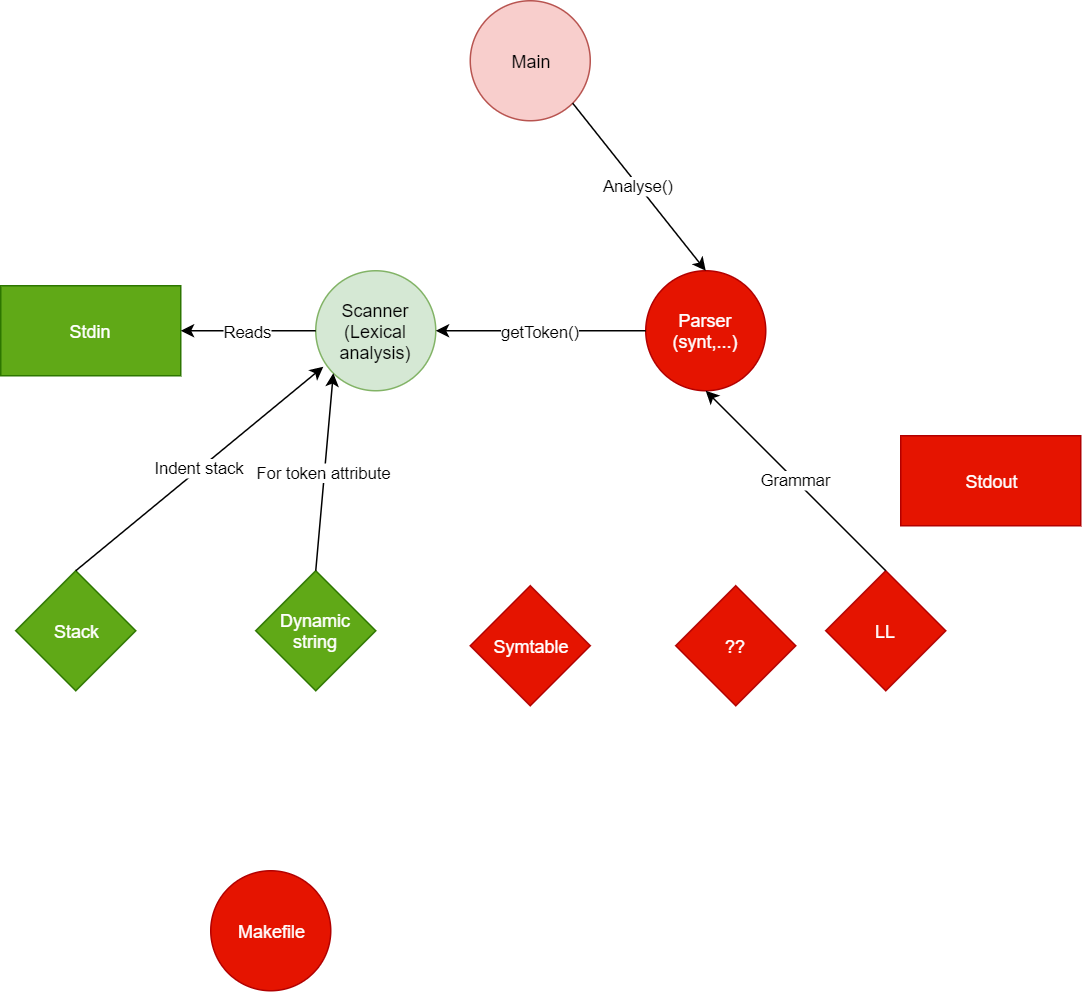 Main
Analyse()
Stdin
Reads
Scanner
(Lexical
analysis)
getToken()
Parser
(synt,...)
Indent stack
For token attribute
Grammar
Stdout
Stack
Dynamic
string
Symtable
??
LL
Makefile